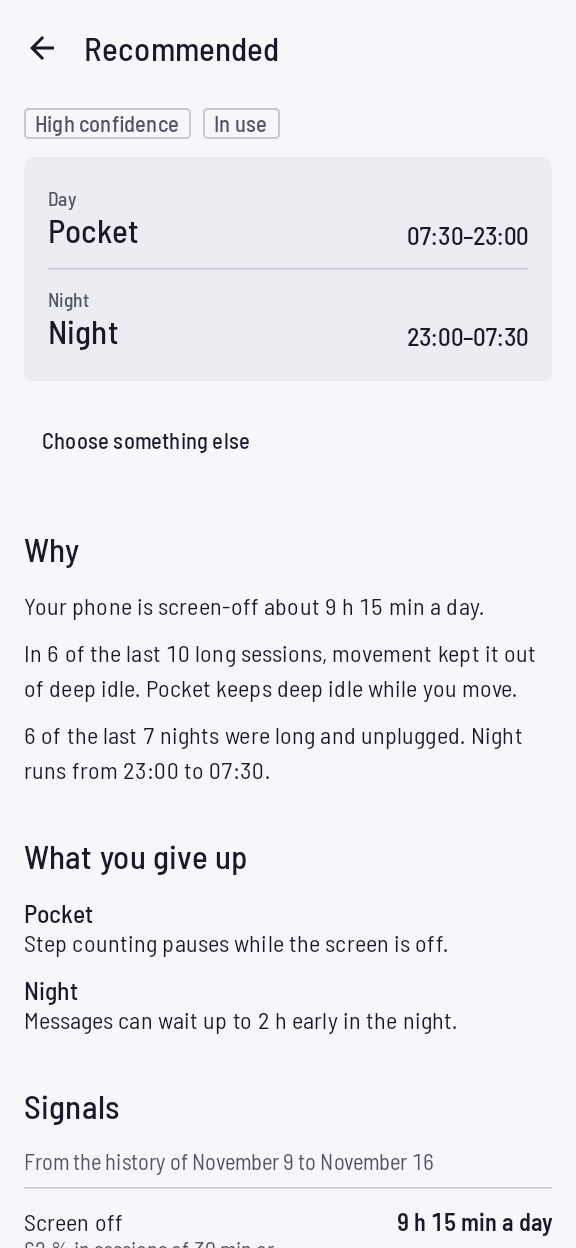 Recommended
High confidence
In use
Day
Pocket
07:30–23:00
Night
Night
23:00–07:30
Choose something else
Why
Your phone is screen-off about 9 h 15 min a day.
In 6 of the last 10 long sessions, movement kept it out
of deep idle. Pocket keeps deep idle while you move.
6 of the last 7 nights were long and unplugged. Night
runs from 23:00 to 07:30.
What you give up
Pocket
Step counting pauses while the screen is off.
Night
Messages can wait up to 2 h early in the night.
Signals
From the history of November 9 to November 16
Screen off
9 h 15 min a day